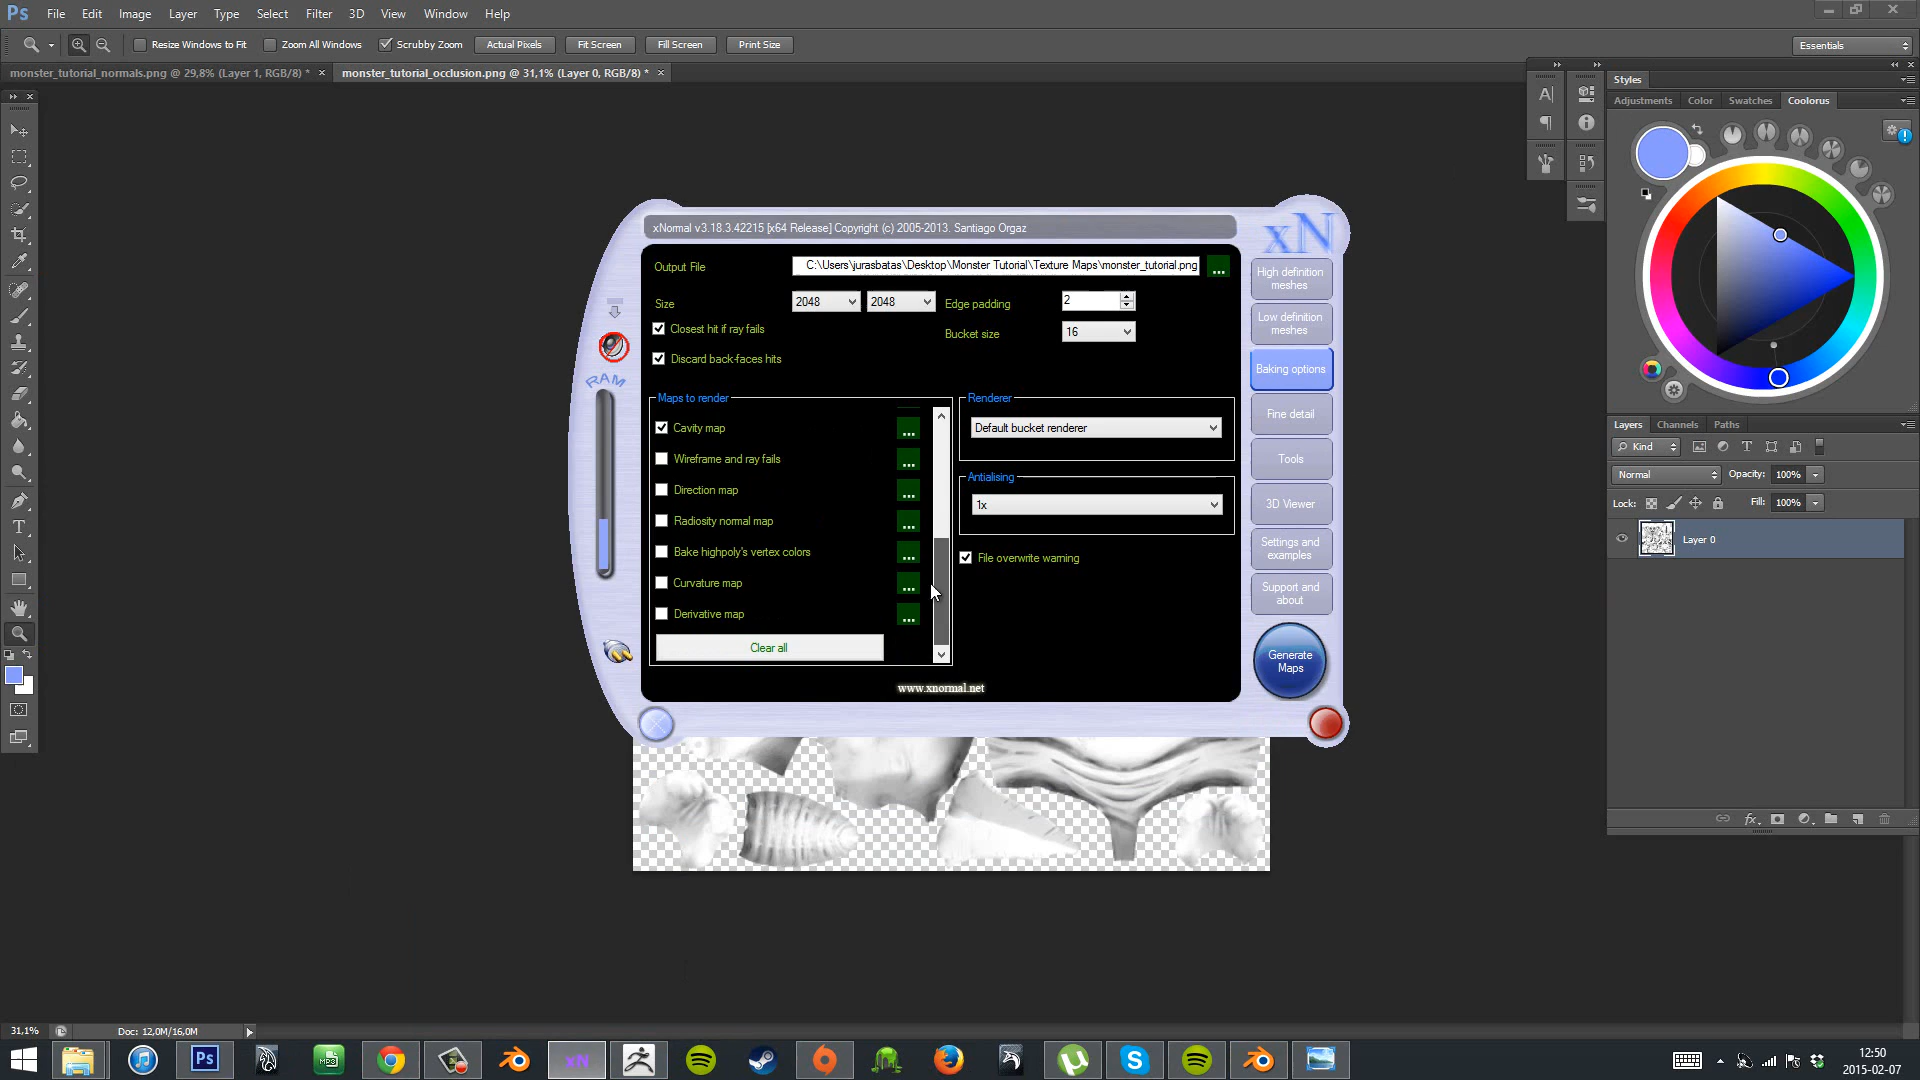 Ps File Edit Image Layer Type Select Filter 3D View Window Help
Resize Windows to Fit Zoom All Windows Scrubby Zoom Actual Pixels Fit Screen Fill Screen Print Size Essentials
monster_tutorial_normals.png @ 29,8% (Layer 1, RGB/8) * × monster_tutorial_occlusion.png @ 31,1% (Layer 0, RGB/8) * ×
Styles
Adjustments Color Swatches Coolorus
xNormal v3.18.3.42215 [x64 Release] Copyright (c) 2005-2013. Santiago Orgaz
xN
Output File C:\Users\jurasbatas\Desktop\Monster Tutorial\Texture Maps\monster_tutorial.png ...
Size 2048 2048 Edge padding 2
Closest hit if ray fails
Bucket size 16
Discard back-faces hits
RAM
Maps to render
Cavity map ...
Wireframe and ray fails ...
Direction map ...
Radiosity normal map ...
Bake highpoly's vertex colors ...
Curvature map ...
Derivative map ...
Clear all
Renderer
Default bucket renderer
Antialising
1x
File overwrite warning
www.xnormal.net
High definition
meshes
Low definition
meshes
Baking options
Fine detail
Tools
3D Viewer
Settings and
examples
Support and
about
Generate
Maps
Layers Channels Paths
Kind
Normal Opacity: 100%
Lock: Fill: 100%
Layer 0
31,1% Doc: 12,0M/16,0M
Ps MP3 xN
12:50
2015-02-07